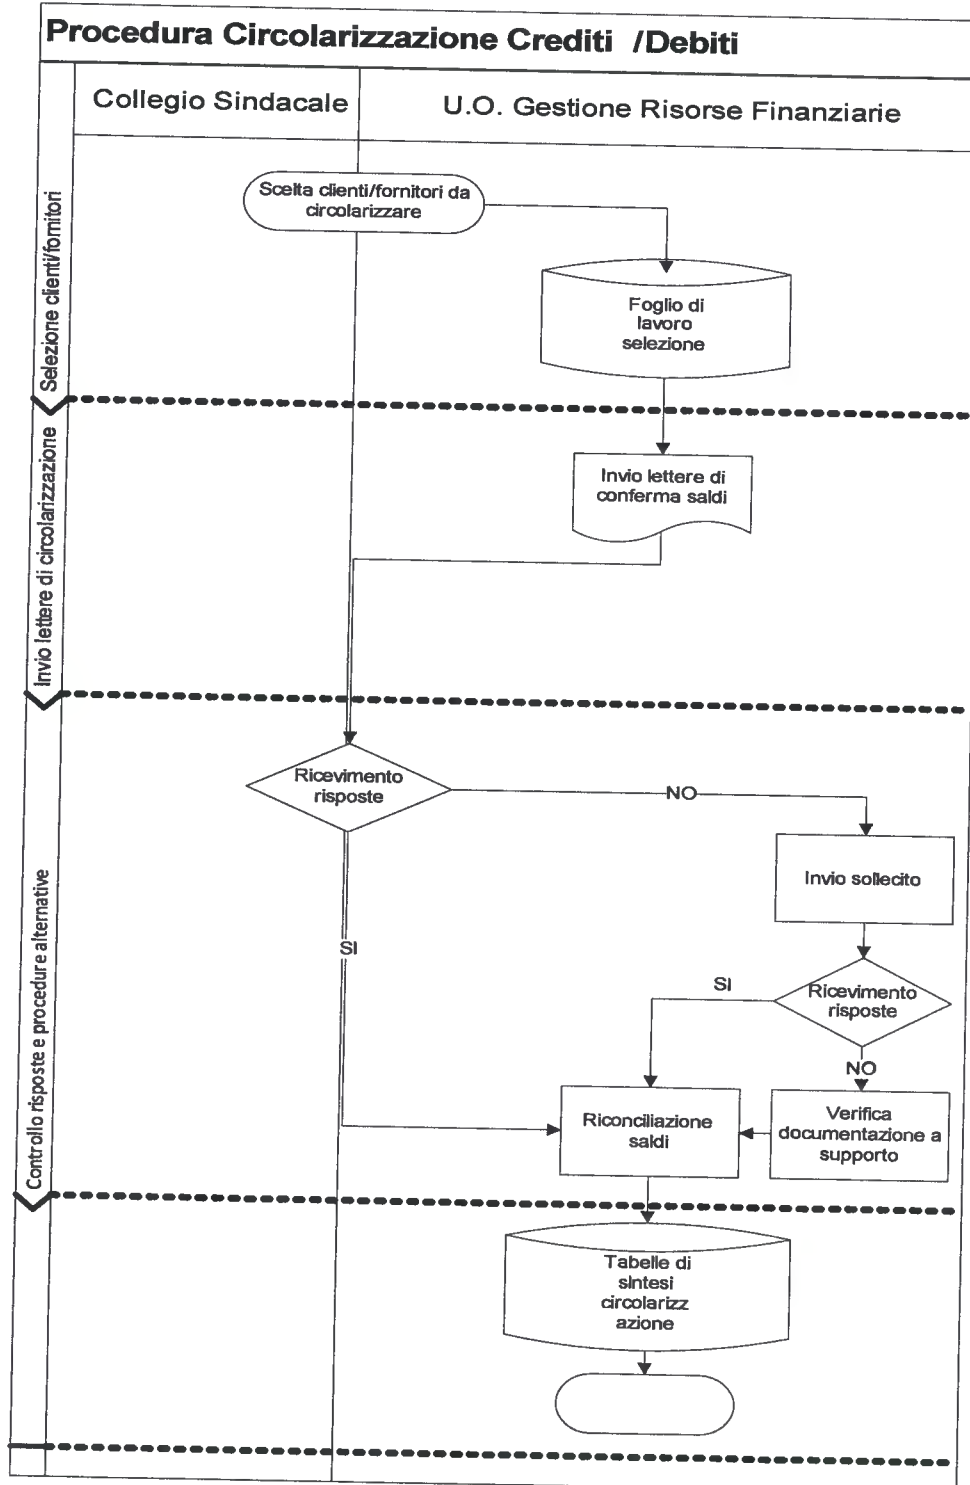 Procedura Circolarizzazione Crediti /Debiti
Collegio Sindacale
U.O. Gestione Risorse Finanziarie
Selezione clienti/fornitori
Scelta clienti/fornitori da
circolarizzare
Foglio di
lavoro
selezione
Invio lettere di circolarizzazione
Invio lettere di
conferma saldi
Controllo risposte e procedure alternative
Ricevimento
risposte
NO
Invio sollecito
SI
SI
Ricevimento
risposte
NO
Riconciliazione
saldi
Verifica
documentazione a
supporto
Tabelle di
sintesi
circolarizz
azione